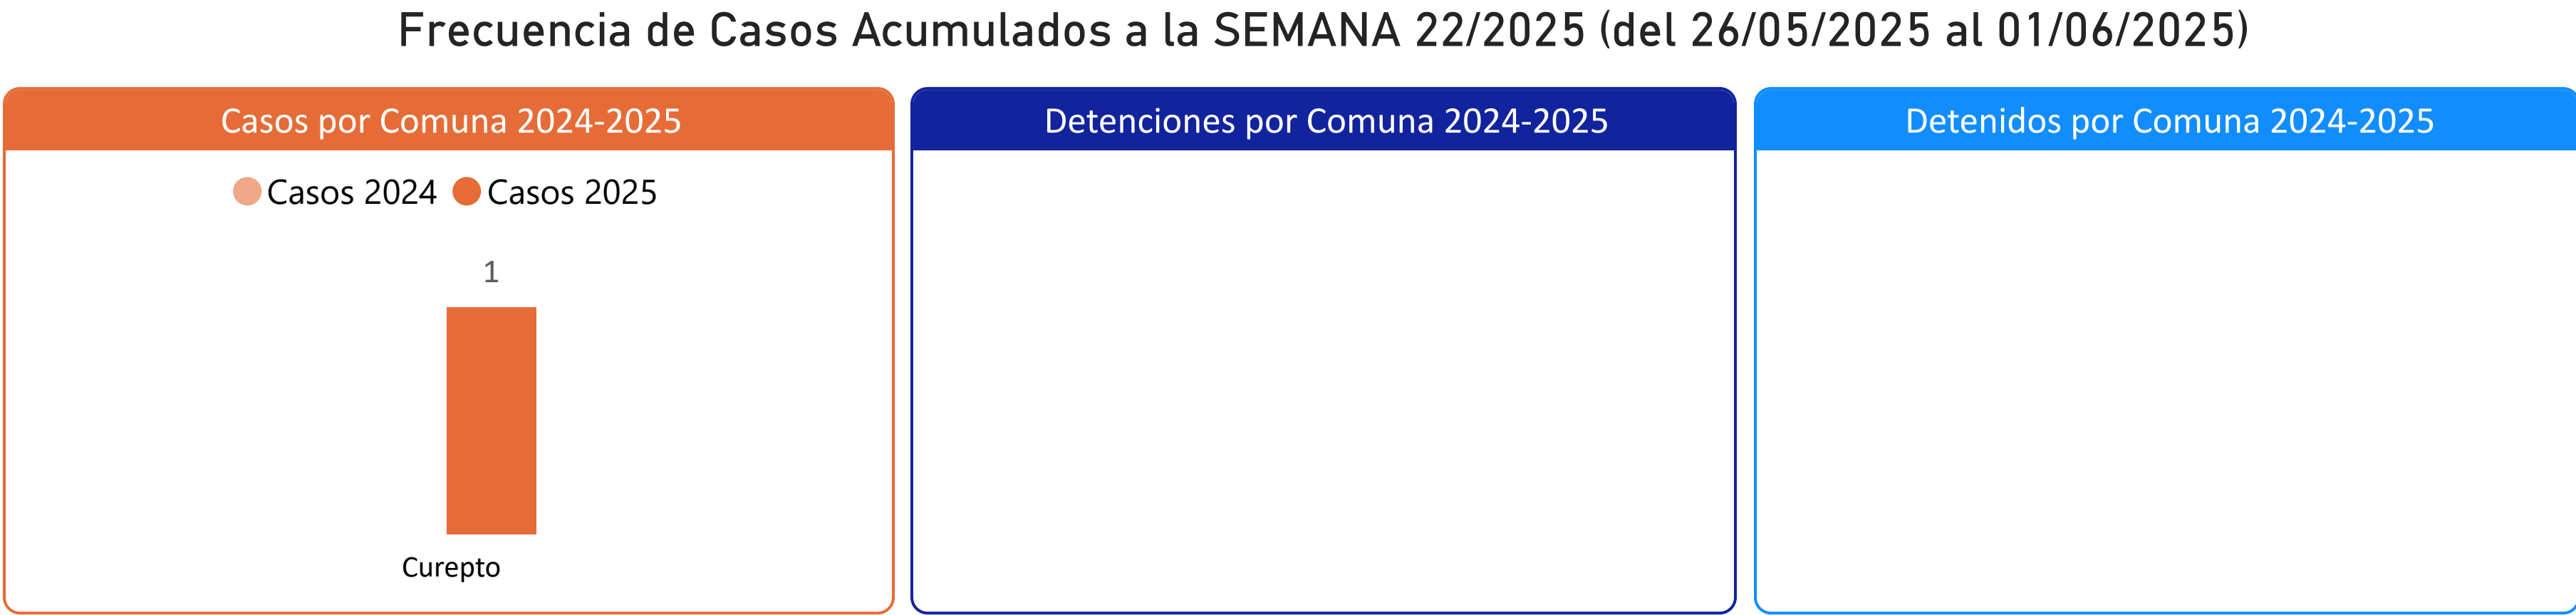 Frecuencia de Casos Acumulados a la SEMANA 22/2025 (del 26/05/2025 al 01/06/2025)
Casos por Comuna 2024-2025
Casos 2024 Casos 2025
1
Curepto
Detenciones por Comuna 2024-2025
Detenidos por Comuna 2024-2025